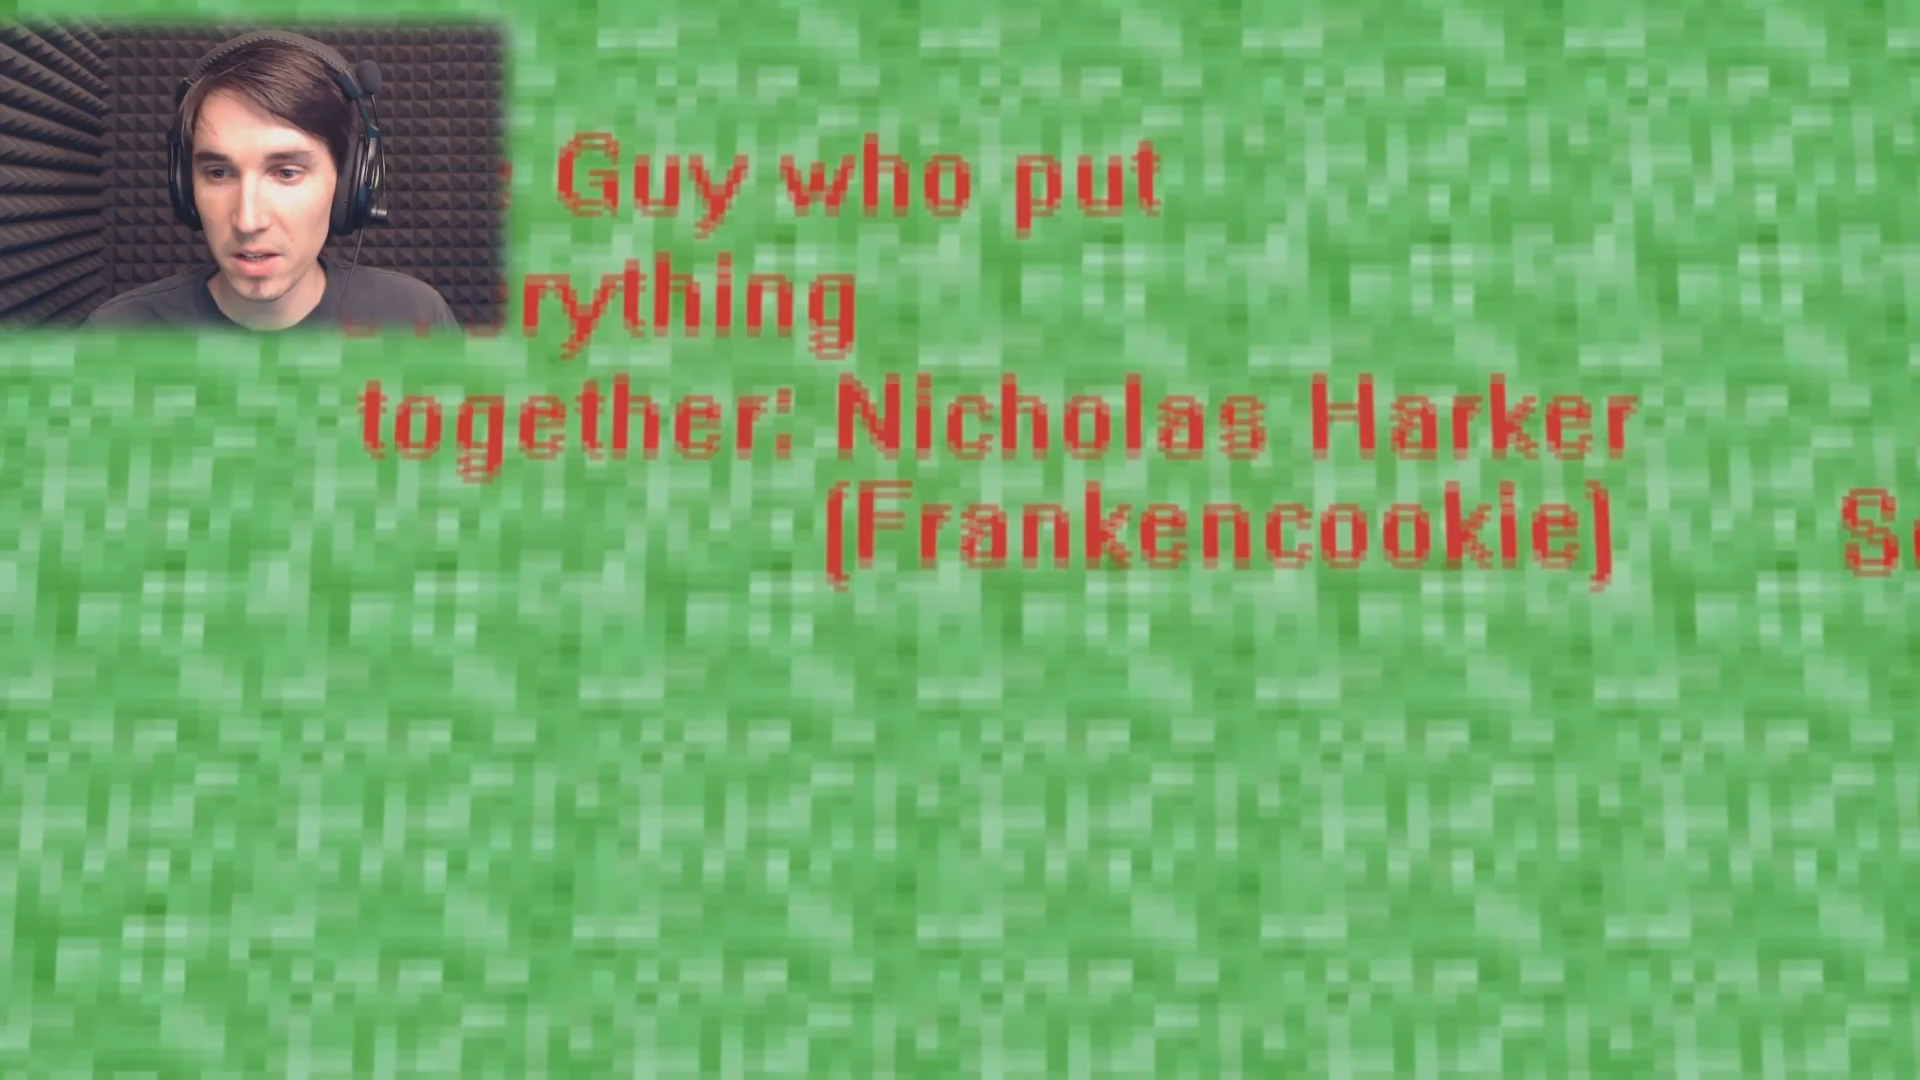 Guy who put
rything
together: Nicholas Harker
(Frankencookie)